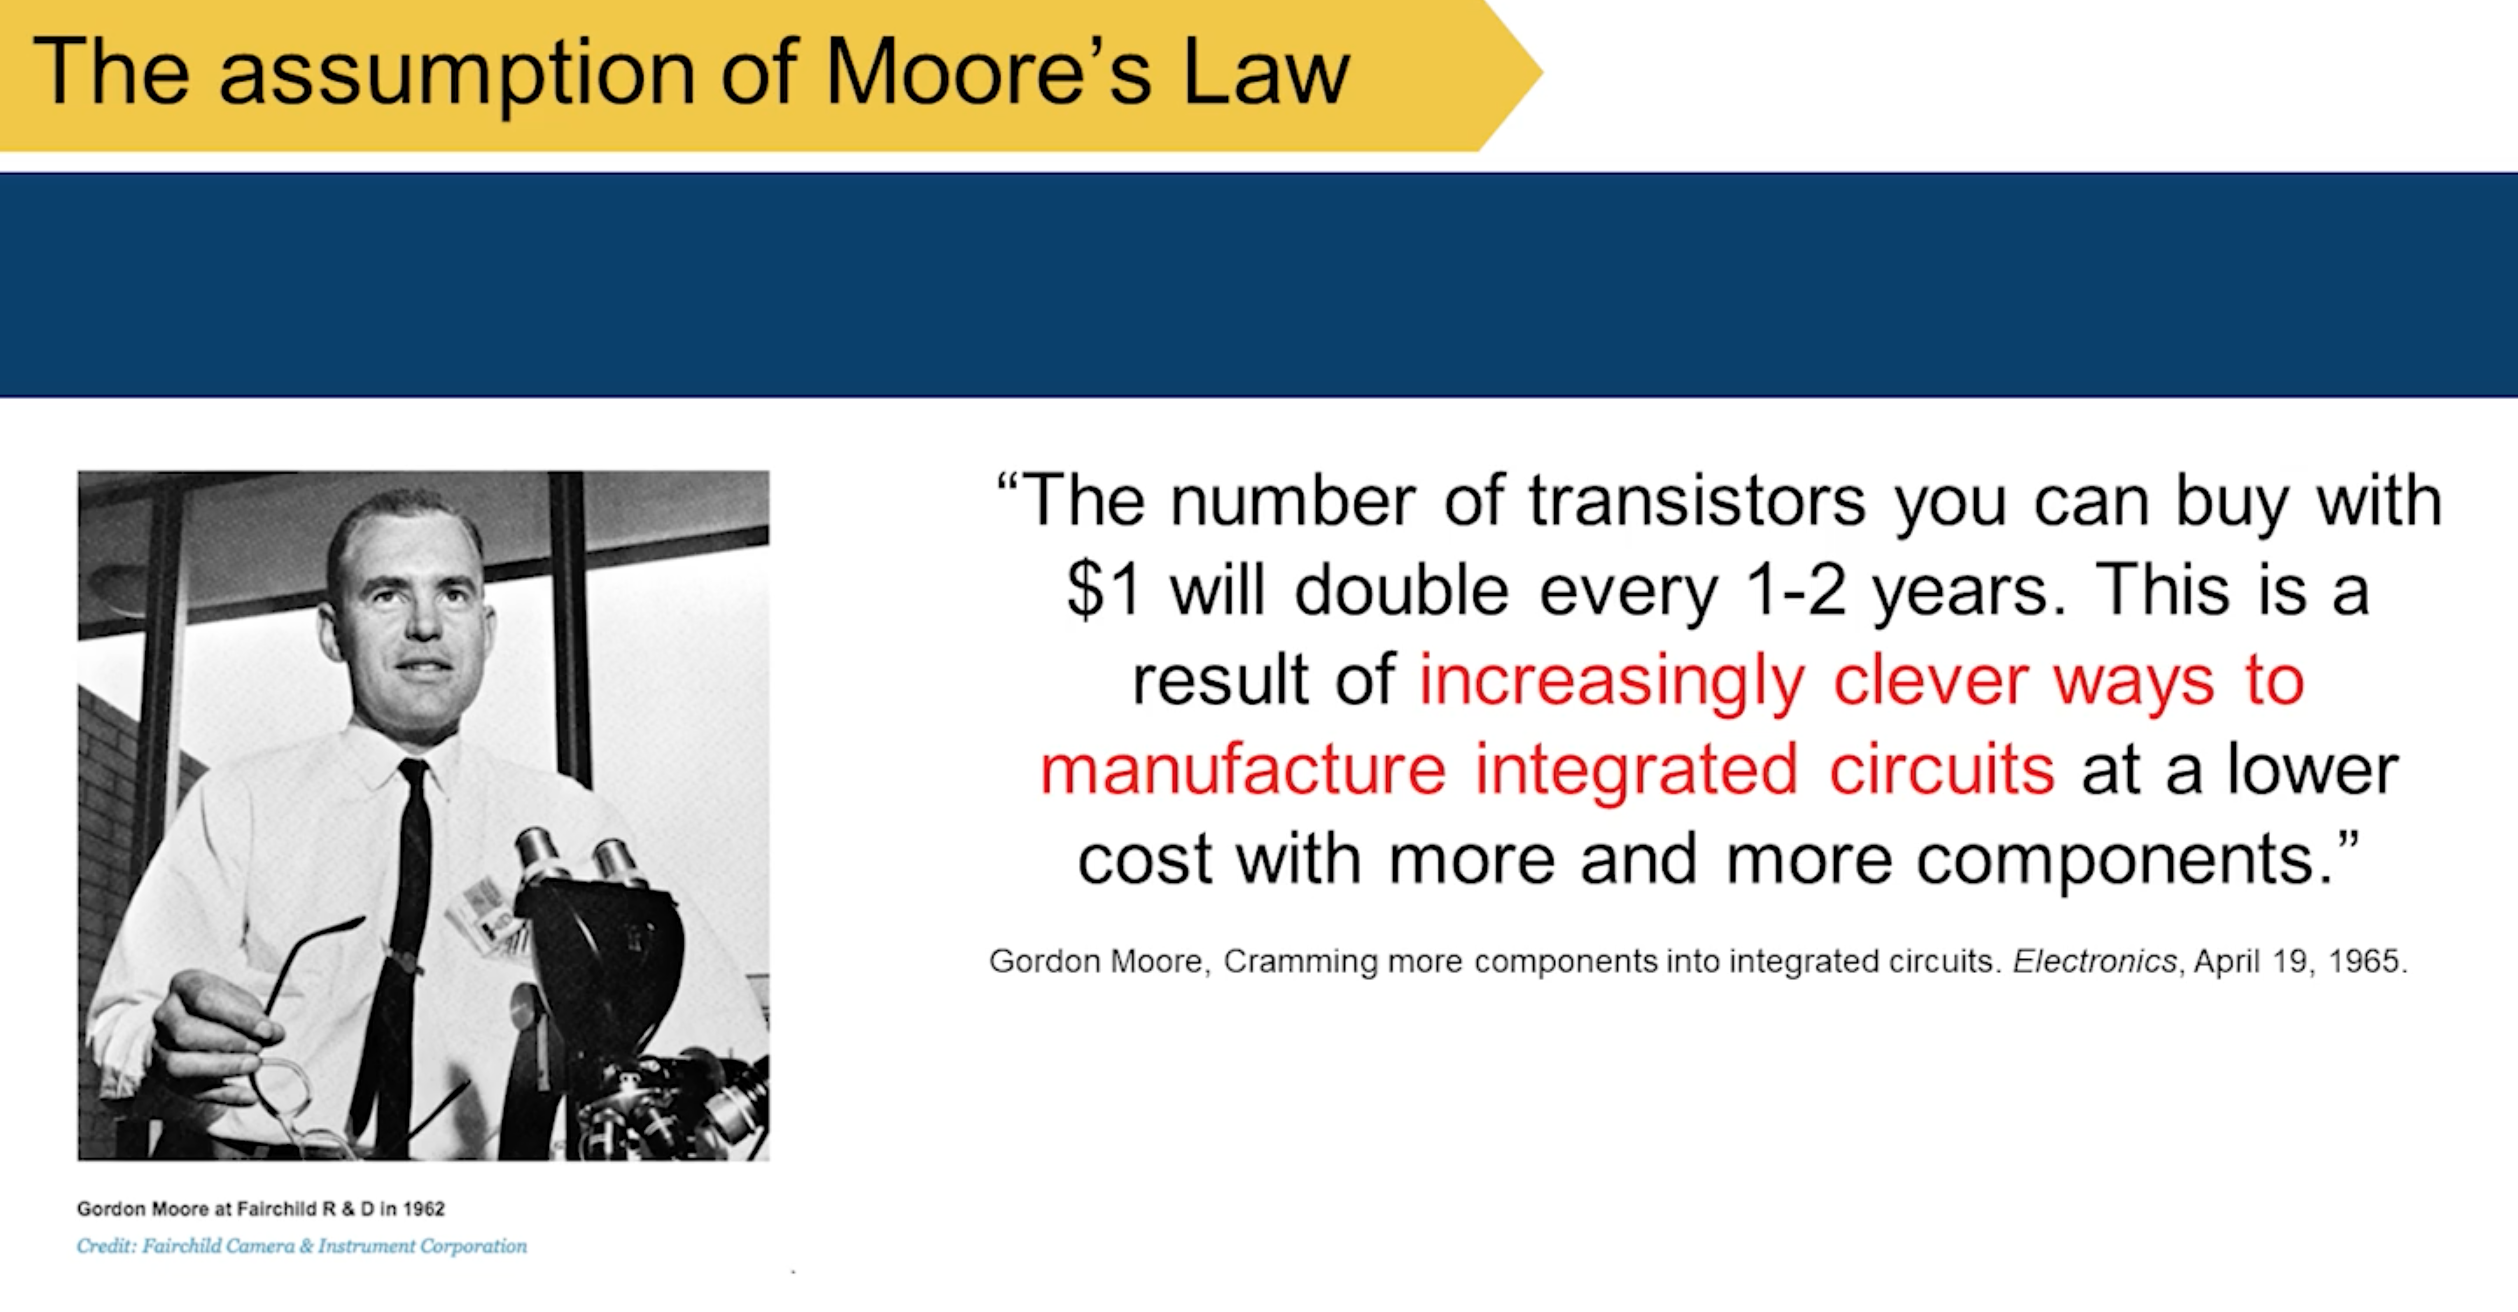 The assumption of Moore’s Law
“The number of transistors you can buy with
$1 will double every 1-2 years. This is a
result of increasingly clever ways to
manufacture integrated circuits at a lower
cost with more and more components.”
Gordon Moore, Cramming more components into integrated circuits. Electronics, April 19, 1965.
Gordon Moore at Fairchild R & D in 1962
Credit: Fairchild Camera & Instrument Corporation